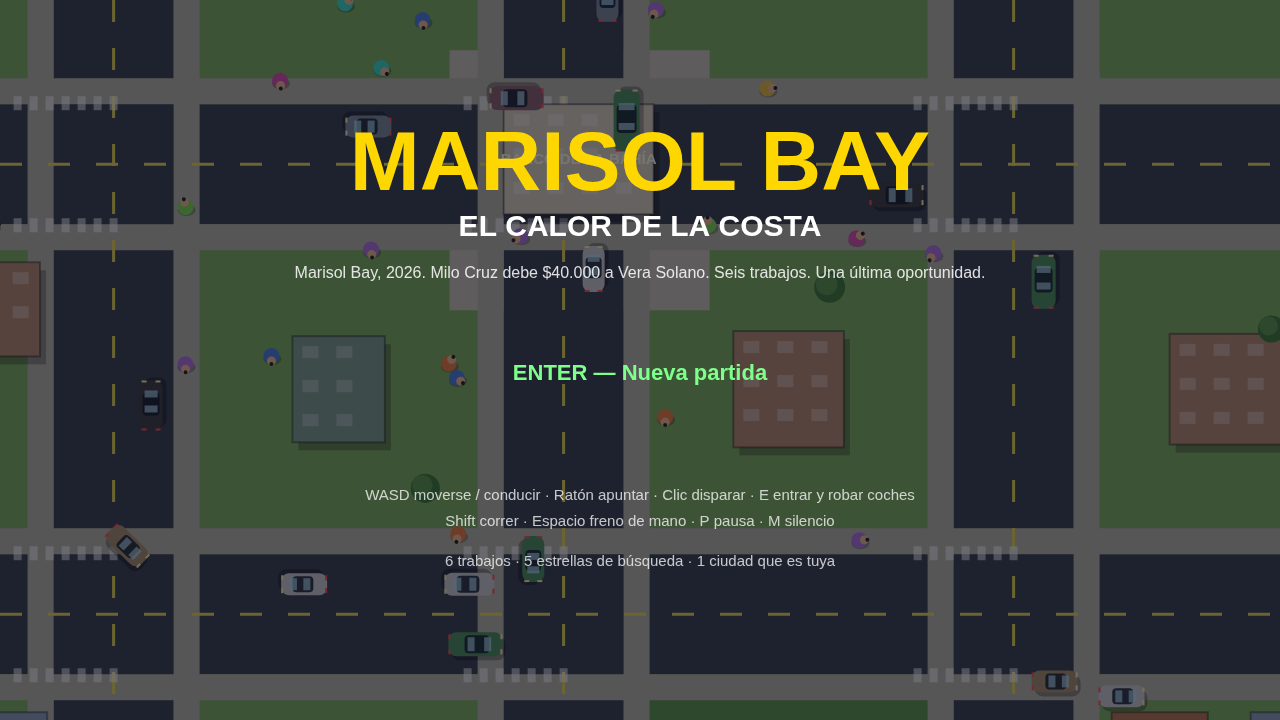 MARISOL BAY
EL CALOR DE LA COSTA
Marisol Bay, 2026. Milo Cruz debe $40.000 a Vera Solano. Seis trabajos. Una última oportunidad.
ENTER — Nueva partida
WASD moverse / conducir · Ratón apuntar · Clic disparar · E entrar y robar coches
Shift correr · Espacio freno de mano · P pausa · M silencio
6 trabajos · 5 estrellas de búsqueda · 1 ciudad que es tuya